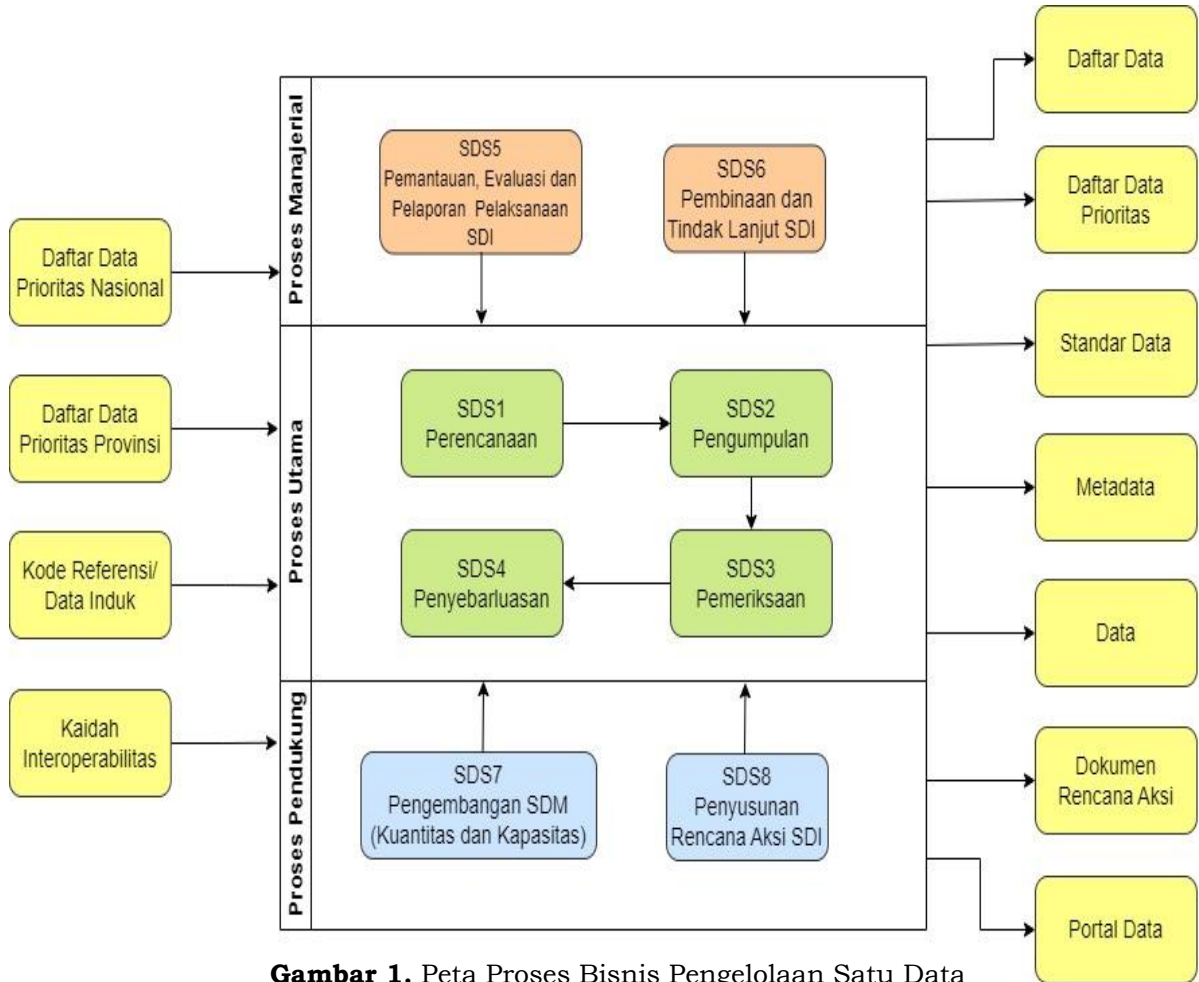 Daftar Data
Prioritas Nasional
Daftar Data
Prioritas Provinsi
Kode Referensi/
Data Induk
Kaidah
Interoperabilitas
Proses Manajerial
SDS5
Pemantauan, Evaluasi dan
Pelaporan Pelaksanaan
SDI
SDS6
Pembinaan dan
Tindak Lanjut SDI
Proses Utama
SDS1
Perencanaan
SDS2
Pengumpulan
SDS4
Penyebarluasan
SDS3
Pemeriksaan
Proses Pendukung
SDS7
Pengembangan SDM
(Kuantitas dan Kapasitas)
SDS8
Penyusunan
Rencana Aksi SDI
Daftar Data
Daftar Data
Prioritas
Standar Data
Metadata
Data
Dokumen
Rencana Aksi
Portal Data
Gambar 1. Peta Proses Bisnis Pengelolaan Satu Data